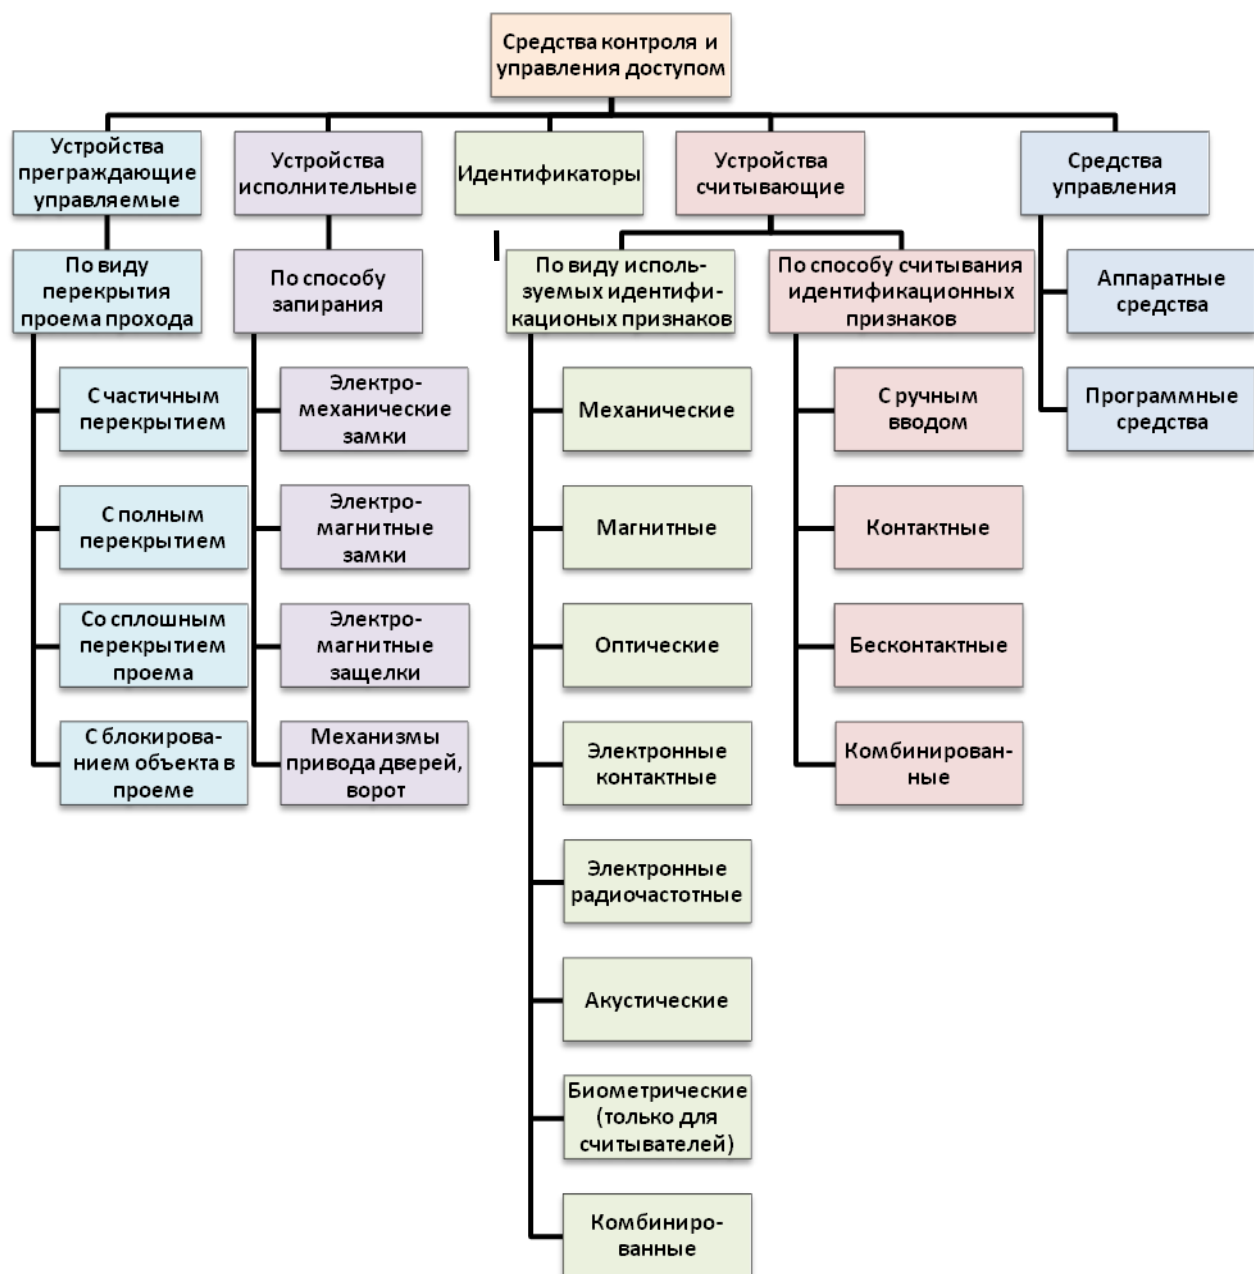 Средства контроля и
управления доступом
Устройства
преграждающие
управляемые
Устройства
исполнительные
Идентификаторы
Устройства
считывающие
Средства
управления
По виду
перекрытия
проема прохода
По способу
запирания
По виду исполь-
зуемых идентифи-
кационых признаков
По способу считывания
идентификационных
признаков
Аппаратные
средства
С частичным
перекрытием
Электро-
механические
замки
Механические
С ручным
вводом
Программные
средства
С полным
перекрытием
Электро-
магнитные
замки
Магнитные
Контактные
Со сплошным
перекрытием
проема
Электро-
магнитные
защелки
Оптические
Бесконтактные
С блокирова-
нием объекта в
проеме
Механизмы
привода дверей,
ворот
Электронные
контактные
Комбинирован-
ные
Электронные
радиочастотные
Акустические
Биометрические
(только для
считывателей)
Комбиниро-
ванные